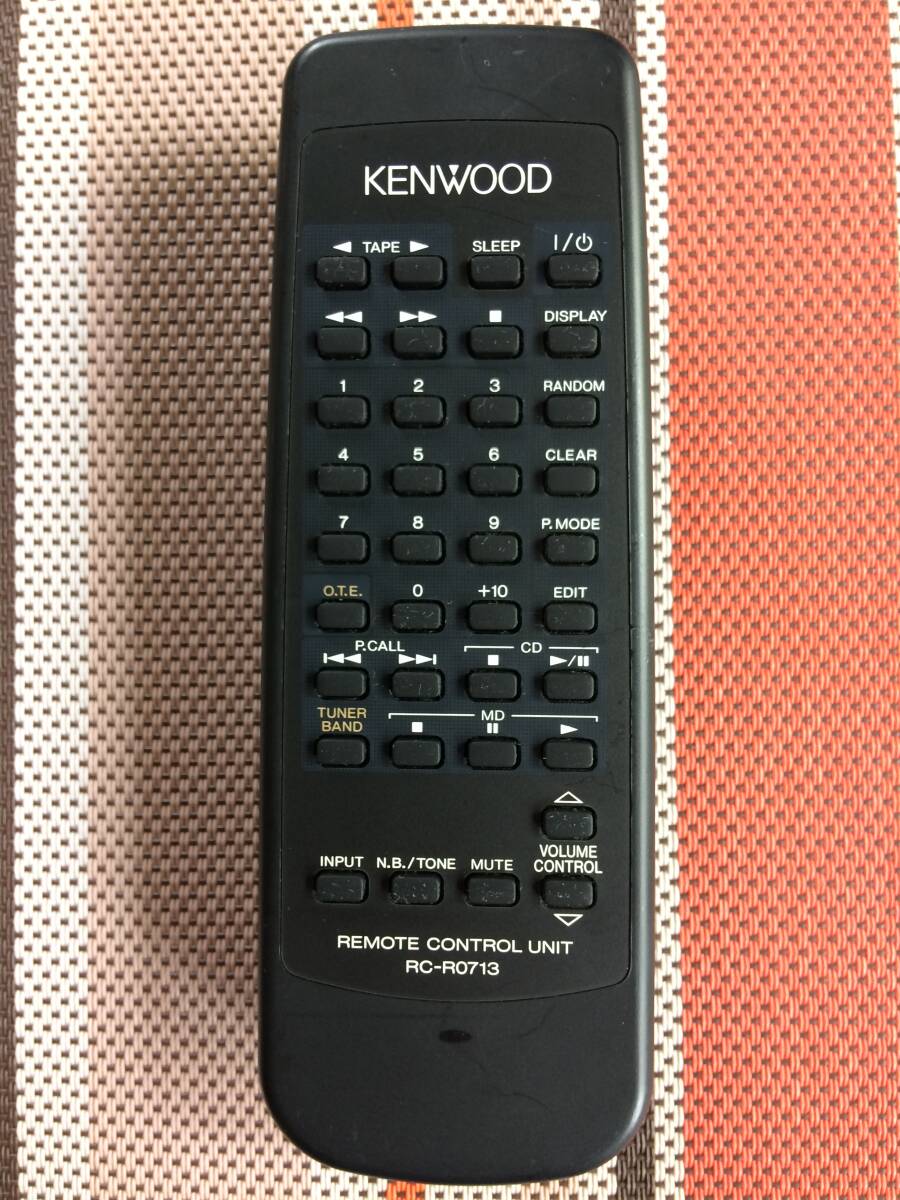 KENWOOD
◄ TAPE ► SLEEP I/⏻
◄◄ ►► ■ DISPLAY
1 2 3 RANDOM
4 5 6 CLEAR
7 8 9 P.MODE
O.T.E. 0 +10 EDIT
P.CALL CD
I◄◄ ►►I ■ ►/II
TUNER MD
BAND ■ II ►
△
VOLUME
INPUT N.B./TONE MUTE CONTROL
▽
REMOTE CONTROL UNIT
RC-R0713